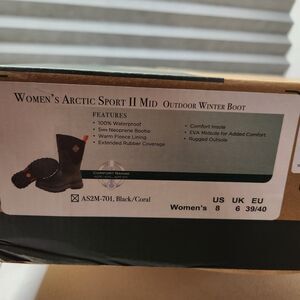 WOMEN'S ARCTIC SPORT II MID OUTDOOR WINTER BOOT
FEATURES
• 100% Waterproof
• 5mm Neoprene Bootie
• Warm Fleece Lining
• Extended Rubber Coverage
• Comfort Insole
• EVA Midsole for Added Comfort
• Rugged Outsole
COMFORT RANGE
AS2M-701, Black/Coral
US UK EU
Women's 8 6 39/40